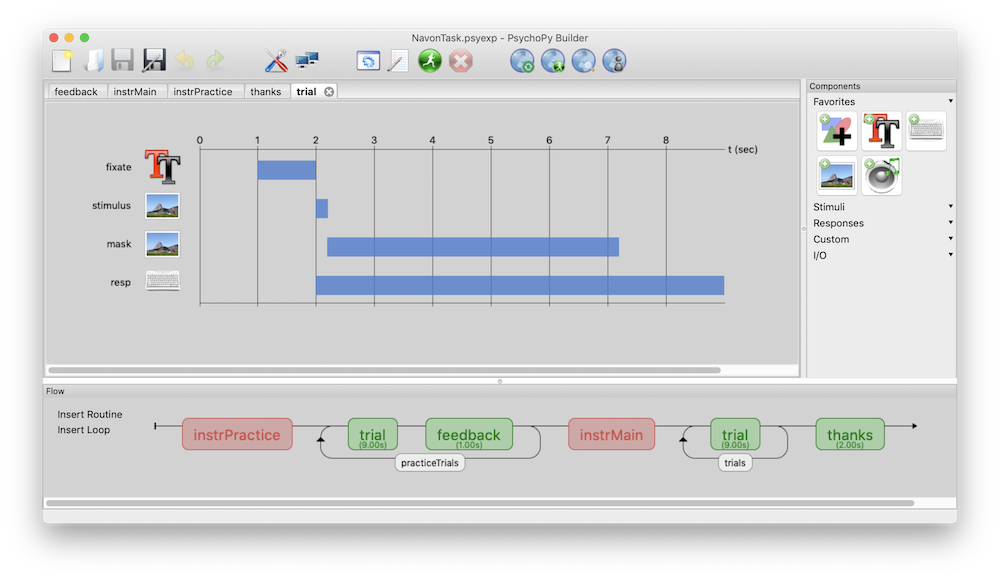 NavonTask.psyexp - PsychoPy Builder
feedback instrMain instrPractice thanks trial
0 1 2 3 4 5 6 7 8 t (sec)
fixate
stimulus
mask
resp
Components
Favorites
Stimuli
Responses
Custom
I/O
Flow
Insert Routine
Insert Loop
instrPractice trial feedback instrMain trial thanks
(9.00s) (1.00s) (9.00s) (2.00s)
practiceTrials trials